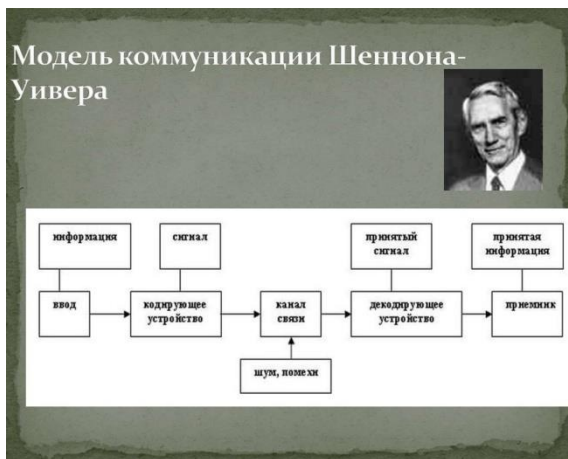 Модель коммуникации Шеннона-
Уивера
информация
сигнал
принятый
сигнал
принятая
информация
ввод
кодирующее
устройство
канал
связи
декодирующее
устройство
приемник
шум, помехи